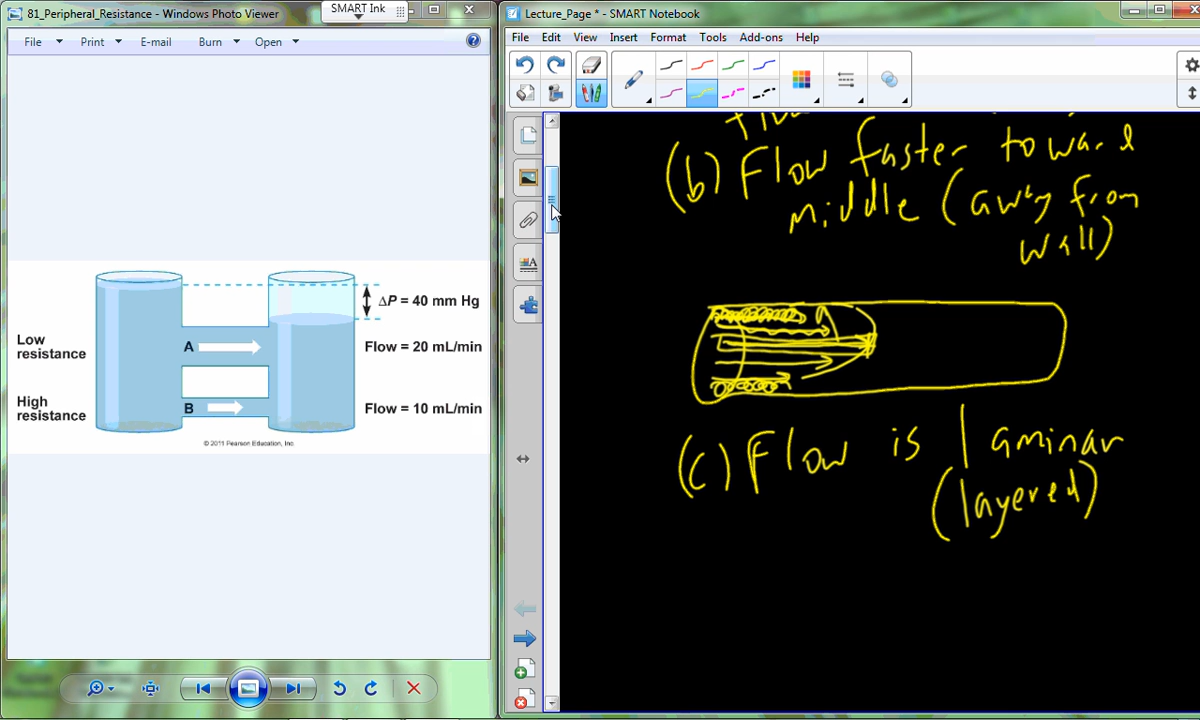 81_Peripheral_Resistance - Windows Photo Viewer
SMART Ink
File Print E-mail Burn Open
Low
resistance
A
ΔP = 40 mm Hg
Flow = 20 mL/min
High
resistance
B
Flow = 10 mL/min
© 2011 Pearson Education, Inc.
Lecture_Page * - SMART Notebook
File Edit View Insert Format Tools Add-ons Help
(b) Flow faster toward
middle (away from
wall)
(c) Flow is laminar
(layered)